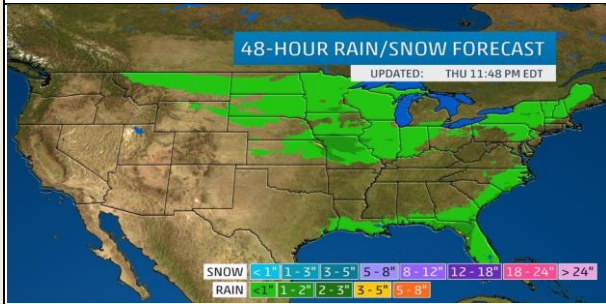 48-HOUR RAIN/SNOW FORECAST
UPDATED: THU 11:48 PM EDT
SNOW <1" 1 - 3" 3 - 5" 5 - 8" 8 - 12" 12 - 18" 18 - 24" > 24"
RAIN <1" 1 - 2" 2 - 3" 3 - 5" 5 - 8"